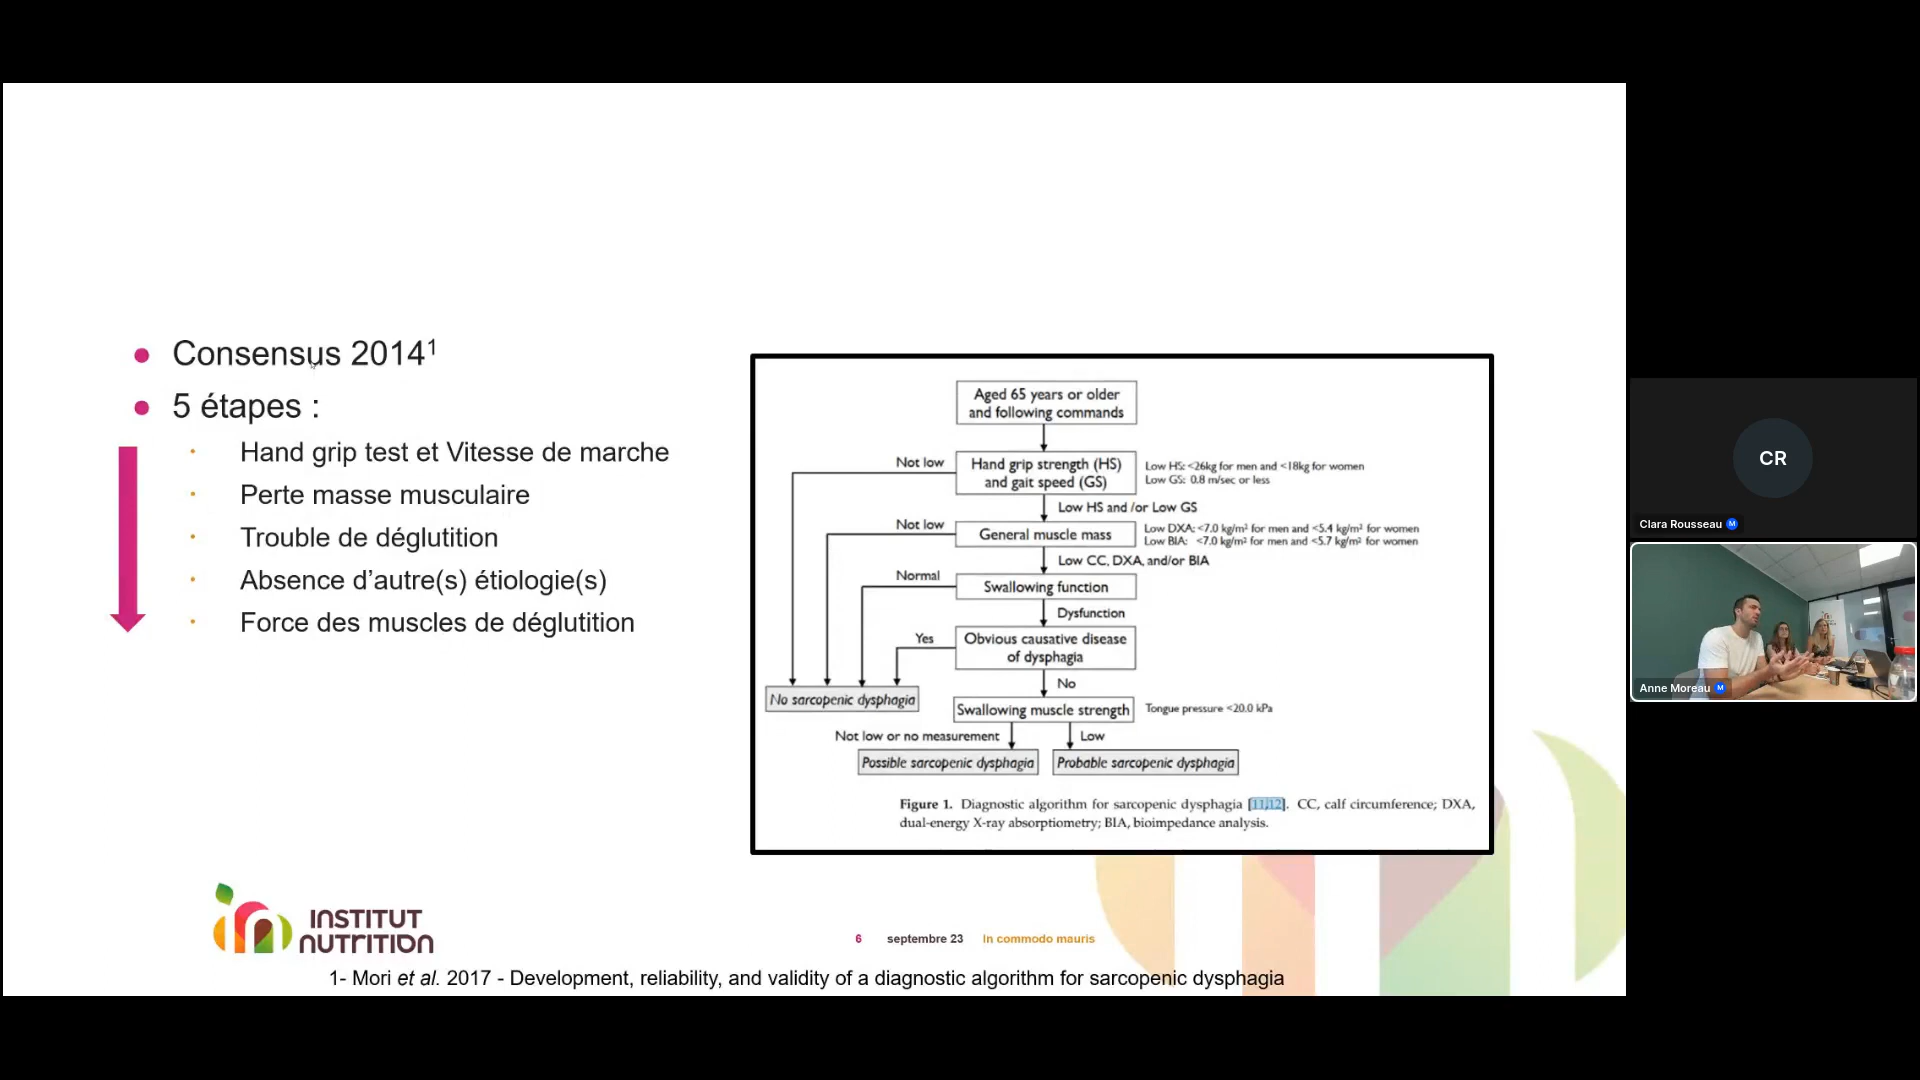 Consensus 2014¹
5 étapes :
Hand grip test et Vitesse de marche
Perte masse musculaire
Trouble de déglutition
Absence d’autre(s) étiologie(s)
Force des muscles de déglutition
Aged 65 years or older
and following commands
Not low
Hand grip strength (HS)
and gait speed (GS)
Low HS: <26kg for men and <18kg for women
Low GS: 0.8 m/sec or less
Low HS and /or Low GS
Not low
General muscle mass
Low DXA: <7.0 kg/m² for men and <5.4 kg/m² for women
Low BIA: <7.0 kg/m² for men and <5.7 kg/m² for women
Low CC, DXA, and/or BIA
Normal
Swallowing function
Dysfunction
Yes
Obvious causative disease
of dysphagia
No
No sarcopenic dysphagia
Swallowing muscle strength
Tongue pressure <20.0 kPa
Not low or no measurement
Low
Possible sarcopenic dysphagia
Probable sarcopenic dysphagia
Figure 1. Diagnostic algorithm for sarcopenic dysphagia [11,12]. CC, calf circumference; DXA,
dual-energy X-ray absorptiometry; BIA, bioimpedance analysis.
INSTITUT
NUTRITION
6 septembre 23 In commodo mauris
1- Mori et al. 2017 - Development, reliability, and validity of a diagnostic algorithm for sarcopenic dysphagia
CR
Clara Rousseau
Anne Moreau